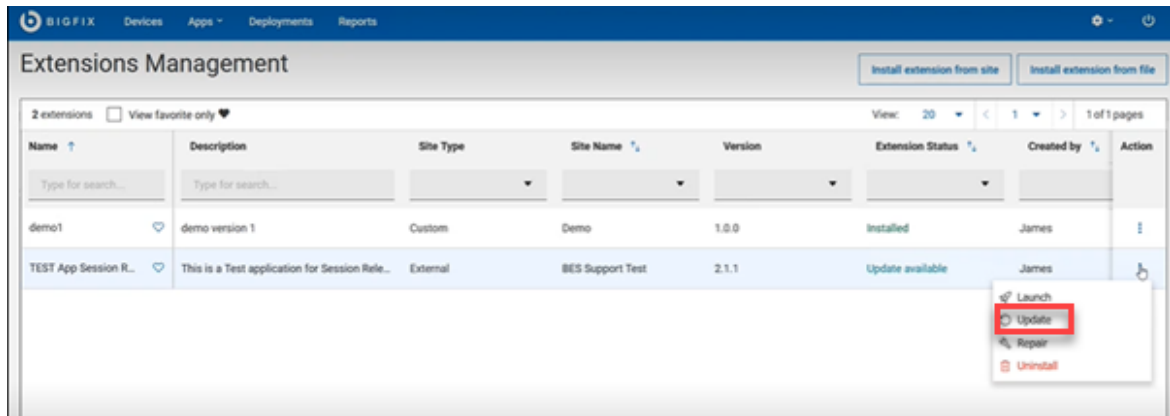 BIGFIX Devices Apps Deployments Reports
Extensions Management
Install extension from site Install extension from file
2 extensions View favorite only View: 20 1 1 of 1 pages
Name Description Site Type Site Name Version Extension Status Created by Action
Type for search... Type for search...
demo1 demo version 1 Custom Demo 1.0.0 Installed James
TEST App Session R... This is a Test application for Session Rele... External BES Support Test 2.1.1 Update available James
Launch
Update
Repair
Uninstall